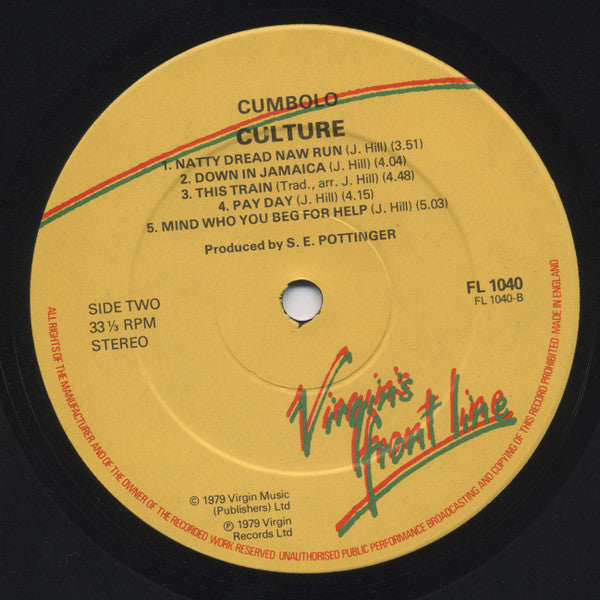 CUMBOLO
CULTURE
1. NATTY DREAD NAW RUN (J. Hill) (3.51)
2. DOWN IN JAMAICA (J. Hill) (4.04)
3. THIS TRAIN (Trad., arr. J. Hill) (4.48)
4. PAY DAY (J. Hill) (4.15)
5. MIND WHO YOU BEG FOR HELP (J. Hill) (5.03)
Produced by S. E. POTTINGER
SIDE TWO
33⅓ RPM
STEREO
FL 1040
FL 1040-B
Virgin's
front line
© 1979 Virgin Music
(Publishers) Ltd
℗ 1979 Virgin
Records Ltd
ALL RIGHTS OF THE MANUFACTURER AND OF THE OWNER OF THE RECORDED WORK RESERVED · UNAUTHORISED PUBLIC PERFORMANCE BROADCASTING AND COPYING OF THIS RECORD PROHIBITED · MADE IN ENGLAND